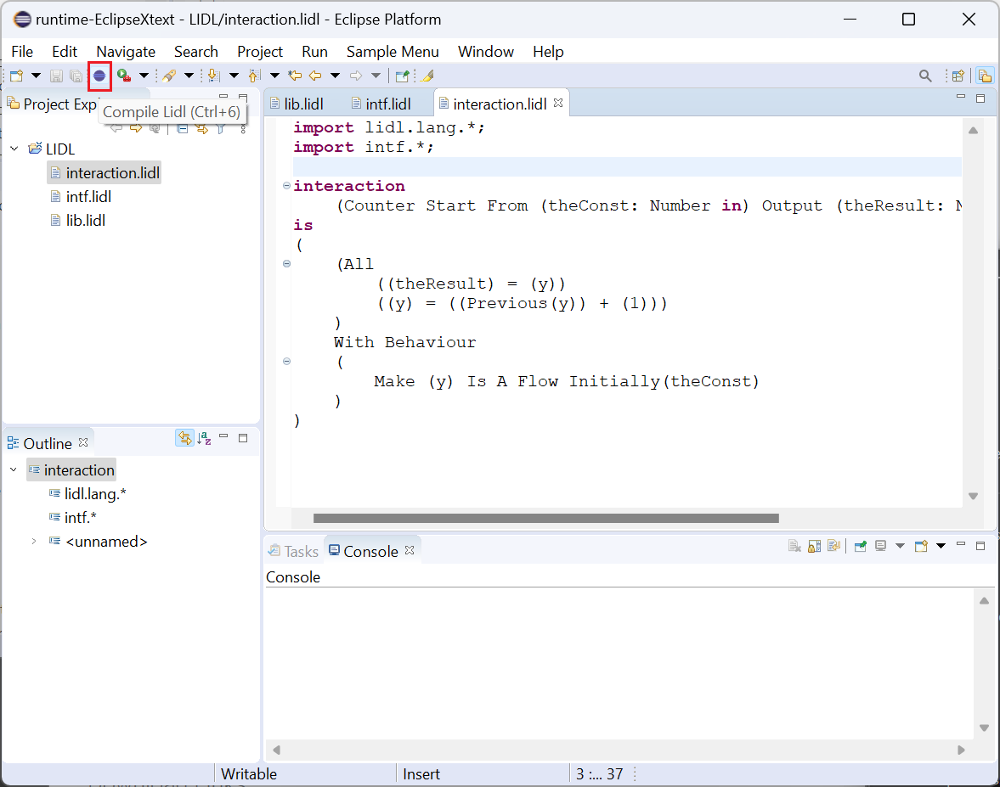 runtime-EclipseXtext - LIDL/interaction.lidl - Eclipse Platform
File Edit Navigate Search Project Run Sample Menu Window Help
Project Exp
Compile Lidl (Ctrl+6)
LIDL
interaction.lidl
intf.lidl
lib.lidl
Outline
interaction
lidl.lang.*
intf.*
<unnamed>
lib.lidl intf.lidl interaction.lidl
import lidl.lang.*;
import intf.*;
interaction
(Counter Start From (theConst: Number in) Output (theResult:
is
(
(All
((theResult) = (y))
((y) = ((Previous(y)) + (1)))
)
With Behaviour
(
Make (y) Is A Flow Initially(theConst)
)
)
Tasks Console
Console
Writable Insert 3 :... 37